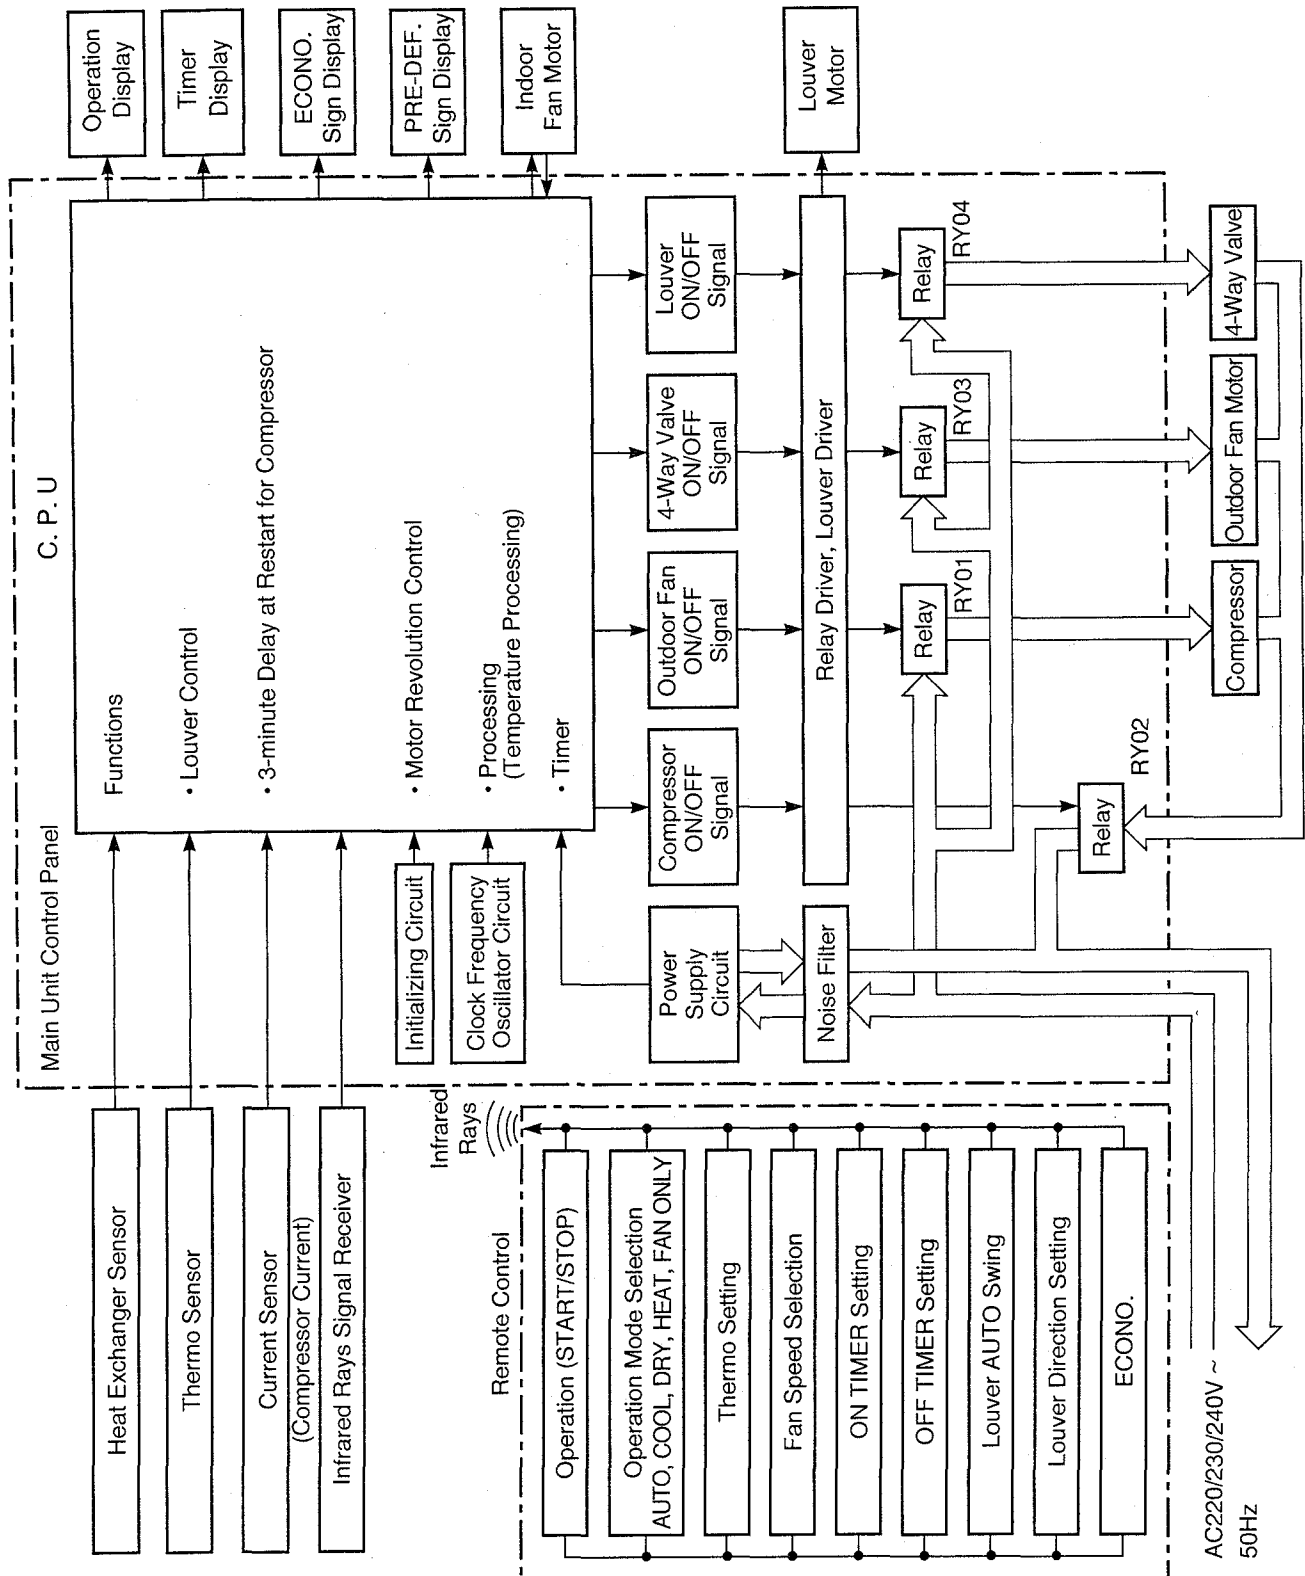 Main Unit Control Panel
C. P. U
Heat Exchanger Sensor
Thermo Sensor
Current Sensor
(Compressor Current)
Infrared Rays Signal Receiver
Initializing Circuit
Clock Frequency
Oscillator Circuit
Functions
• Louver Control
• 3-minute Delay at Restart for Compressor
• Motor Revolution Control
• Processing
(Temperature Processing)
• Timer
Operation
Display
Timer
Display
ECONO.
Sign Display
PRE-DEF.
Sign Display
Indoor
Fan Motor
Louver
Motor
Power
Supply
Circuit
Noise Filter
Compressor
ON/OFF
Signal
Outdoor Fan
ON/OFF
Signal
4-Way Valve
ON/OFF
Signal
Louver
ON/OFF
Signal
Relay Driver, Louver Driver
Relay
RY01
Relay
RY03
Relay
RY04
Relay
RY02
Compressor
Outdoor Fan Motor
4-Way Valve
Remote Control
Infrared
Rays
Operation (START/STOP)
Operation Mode Selection
AUTO, COOL, DRY, HEAT, FAN ONLY
Thermo Setting
Fan Speed Selection
ON TIMER Setting
OFF TIMER Setting
Louver AUTO Swing
Louver Direction Setting
ECONO.
AC220/230/240V ~
50Hz